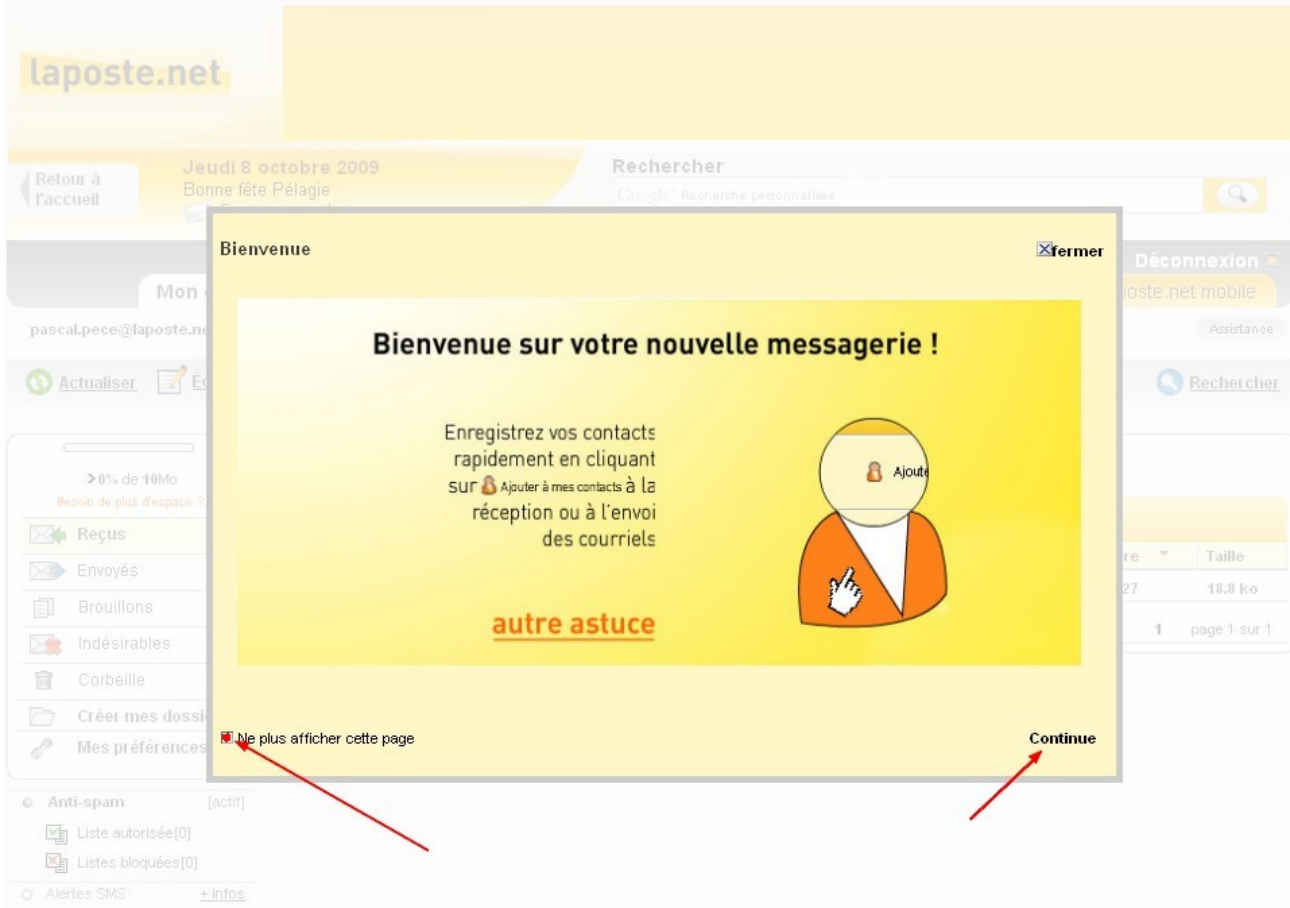 laposte.net
Retour à
l'accueil
Jeudi 8 octobre 2009
Bonne fête Pélagie
Rechercher
Google Recherche personnalisée
Déconnexion
Mon
poste.net mobile
pascal.pece@laposte.ne
Assistance
Actualiser
Éc
Rechercher
Bienvenue
fermer
Bienvenue sur votre nouvelle messagerie !
Enregistrez vos contacts
rapidement en cliquant
sur Ajouter à mes contacts à la
réception ou à l'envoi
des courriels
autre astuce
Ajoute
Ne plus afficher cette page
Continue
>0% de 10Mo
Besoin de plus d'espace ?
Reçus
Envoyés
Brouillons
Indésirables
Corbeille
Créer mes dossi
Mes préférences
re Taille
27 18.8 ko
1 page 1 sur 1
Anti-spam [actif]
Liste autorisée[0]
Listes bloquées[0]
Alertes SMS + infos